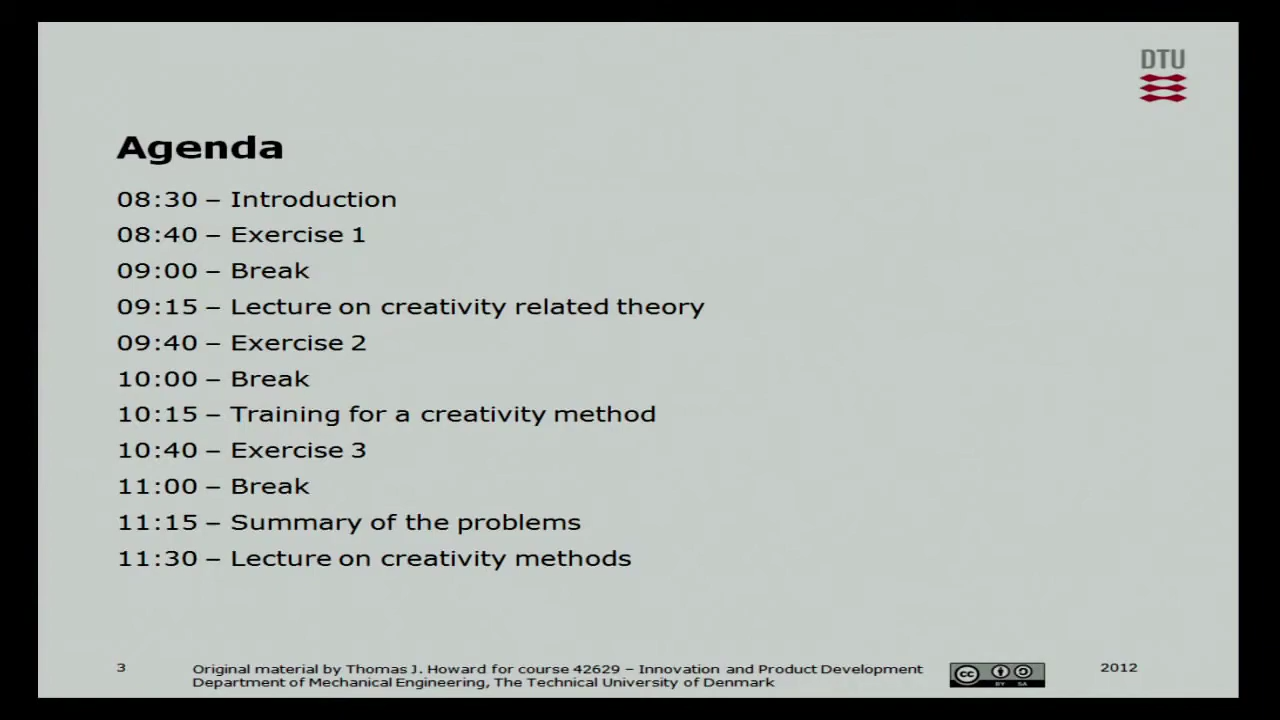 DTU
Agenda
08:30 – Introduction
08:40 – Exercise 1
09:00 – Break
09:15 – Lecture on creativity related theory
09:40 – Exercise 2
10:00 – Break
10:15 – Training for a creativity method
10:40 – Exercise 3
11:00 – Break
11:15 – Summary of the problems
11:30 – Lecture on creativity methods
3
Original material by Thomas J. Howard for course 42629 – Innovation and Product Development
Department of Mechanical Engineering, The Technical University of Denmark
cc
BY SA
2012